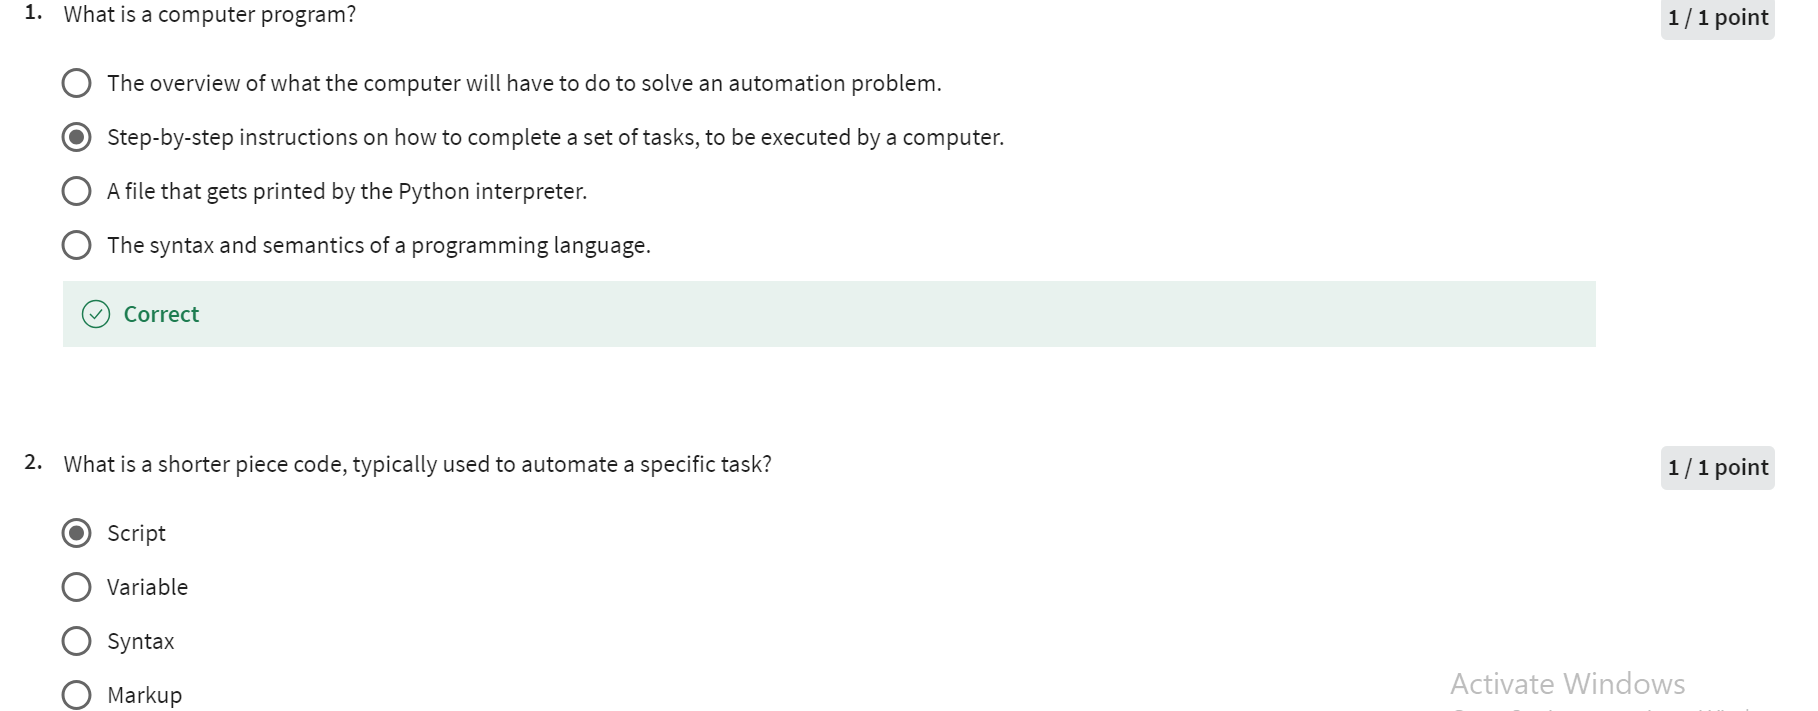 1. What is a computer program?
1 / 1 point
The overview of what the computer will have to do to solve an automation problem.
Step-by-step instructions on how to complete a set of tasks, to be executed by a computer.
A file that gets printed by the Python interpreter.
The syntax and semantics of a programming language.
Correct
2. What is a shorter piece code, typically used to automate a specific task?
1 / 1 point
Script
Variable
Syntax
Markup
Activate Windows